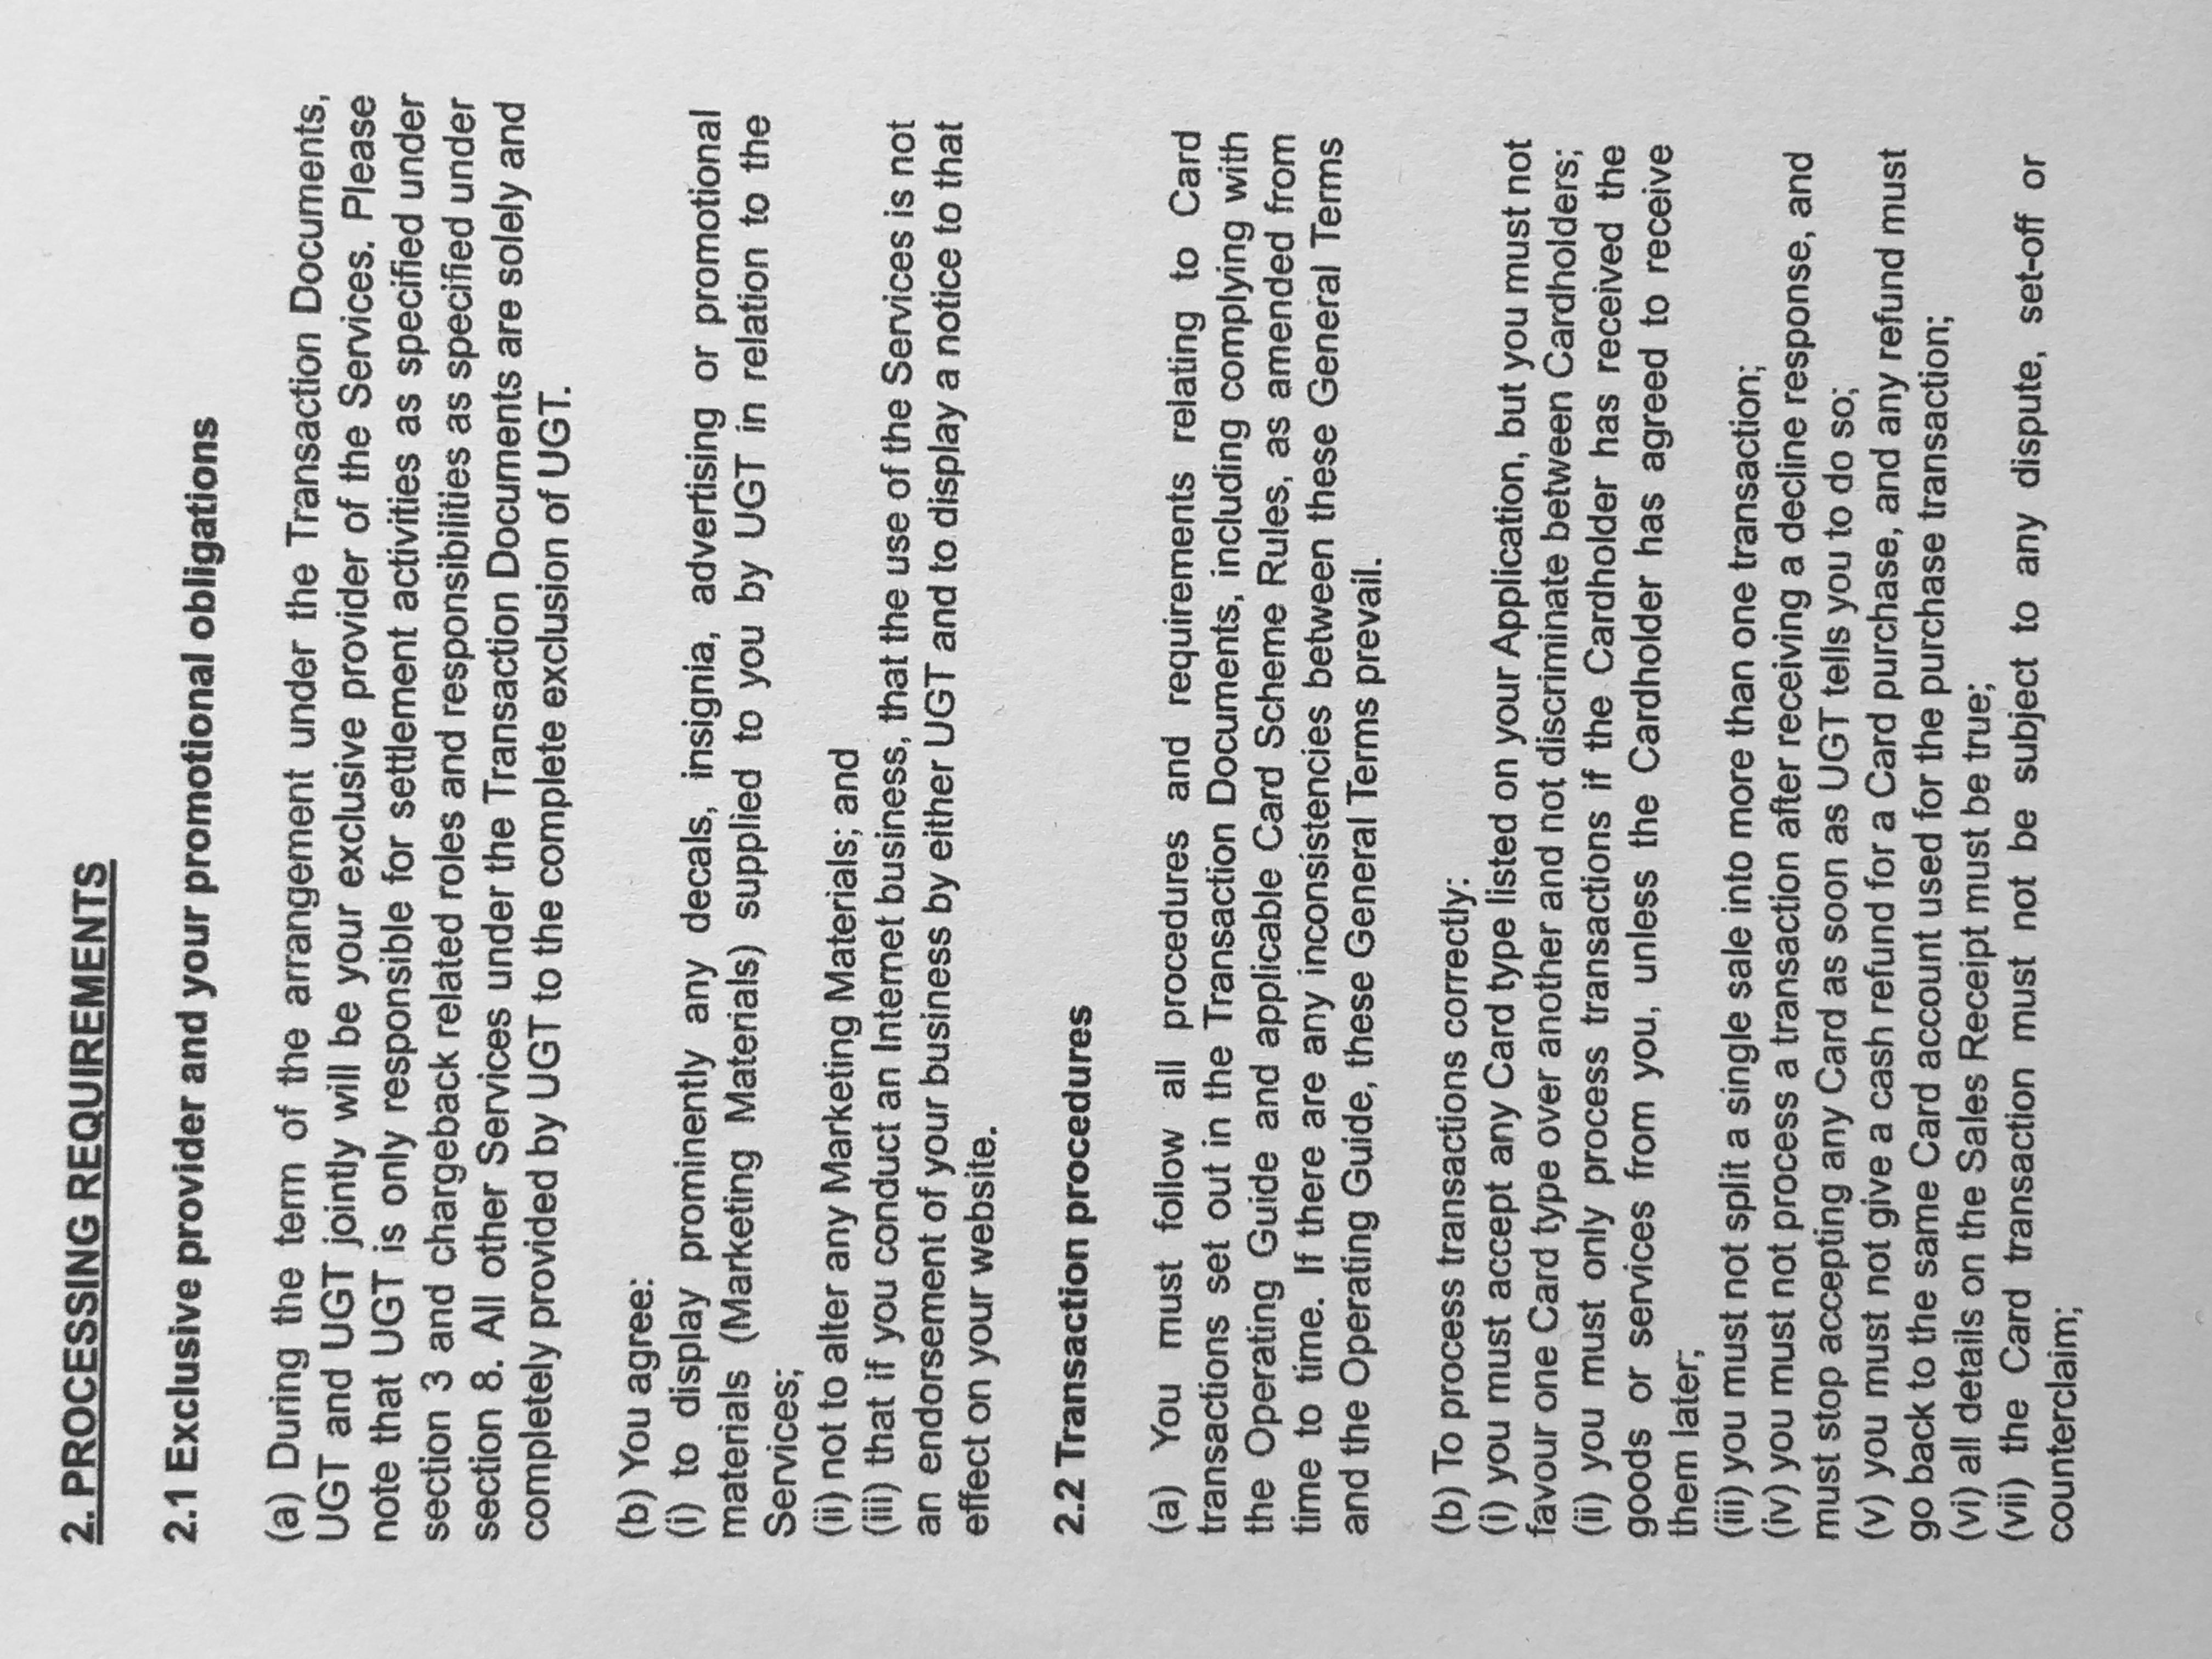 2. PROCESSING REQUIREMENTS
2.1 Exclusive provider and your promotional obligations
(a) During the term of the arrangement under the Transaction Documents,
UGT and UGT jointly will be your exclusive provider of the Services. Please
note that UGT is only responsible for settlement activities as specified under
section 3 and chargeback related roles and responsibilities as specified under
section 8. All other Services under the Transaction Documents are solely and
completely provided by UGT to the complete exclusion of UGT.
(b) You agree:
(i) to display prominently any decals, insignia, advertising or promotional
materials (Marketing Materials) supplied to you by UGT in relation to the
Services;
(ii) not to alter any Marketing Materials; and
(iii) that if you conduct an Internet business, that the use of the Services is not
an endorsement of your business by either UGT and to display a notice to that
effect on your website.
2.2 Transaction procedures
(a) You must follow all procedures and requirements relating to Card
transactions set out in the Transaction Documents, including complying with
the Operating Guide and applicable Card Scheme Rules, as amended from
time to time. If there are any inconsistencies between these General Terms
and the Operating Guide, these General Terms prevail.
(b) To process transactions correctly:
(i) you must accept any Card type listed on your Application, but you must not
favour one Card type over another and not discriminate between Cardholders;
(ii) you must only process transactions if the Cardholder has received the
goods or services from you, unless the Cardholder has agreed to receive
them later;
(iii) you must not split a single sale into more than one transaction;
(iv) you must not process a transaction after receiving a decline response, and
must stop accepting any Card as soon as UGT tells you to do so;
(v) you must not give a cash refund for a Card purchase, and any refund must
go back to the same Card account used for the purchase transaction;
(vi) all details on the Sales Receipt must be true;
(vii) the Card transaction must not be subject to any dispute, set-off or
counterclaim;